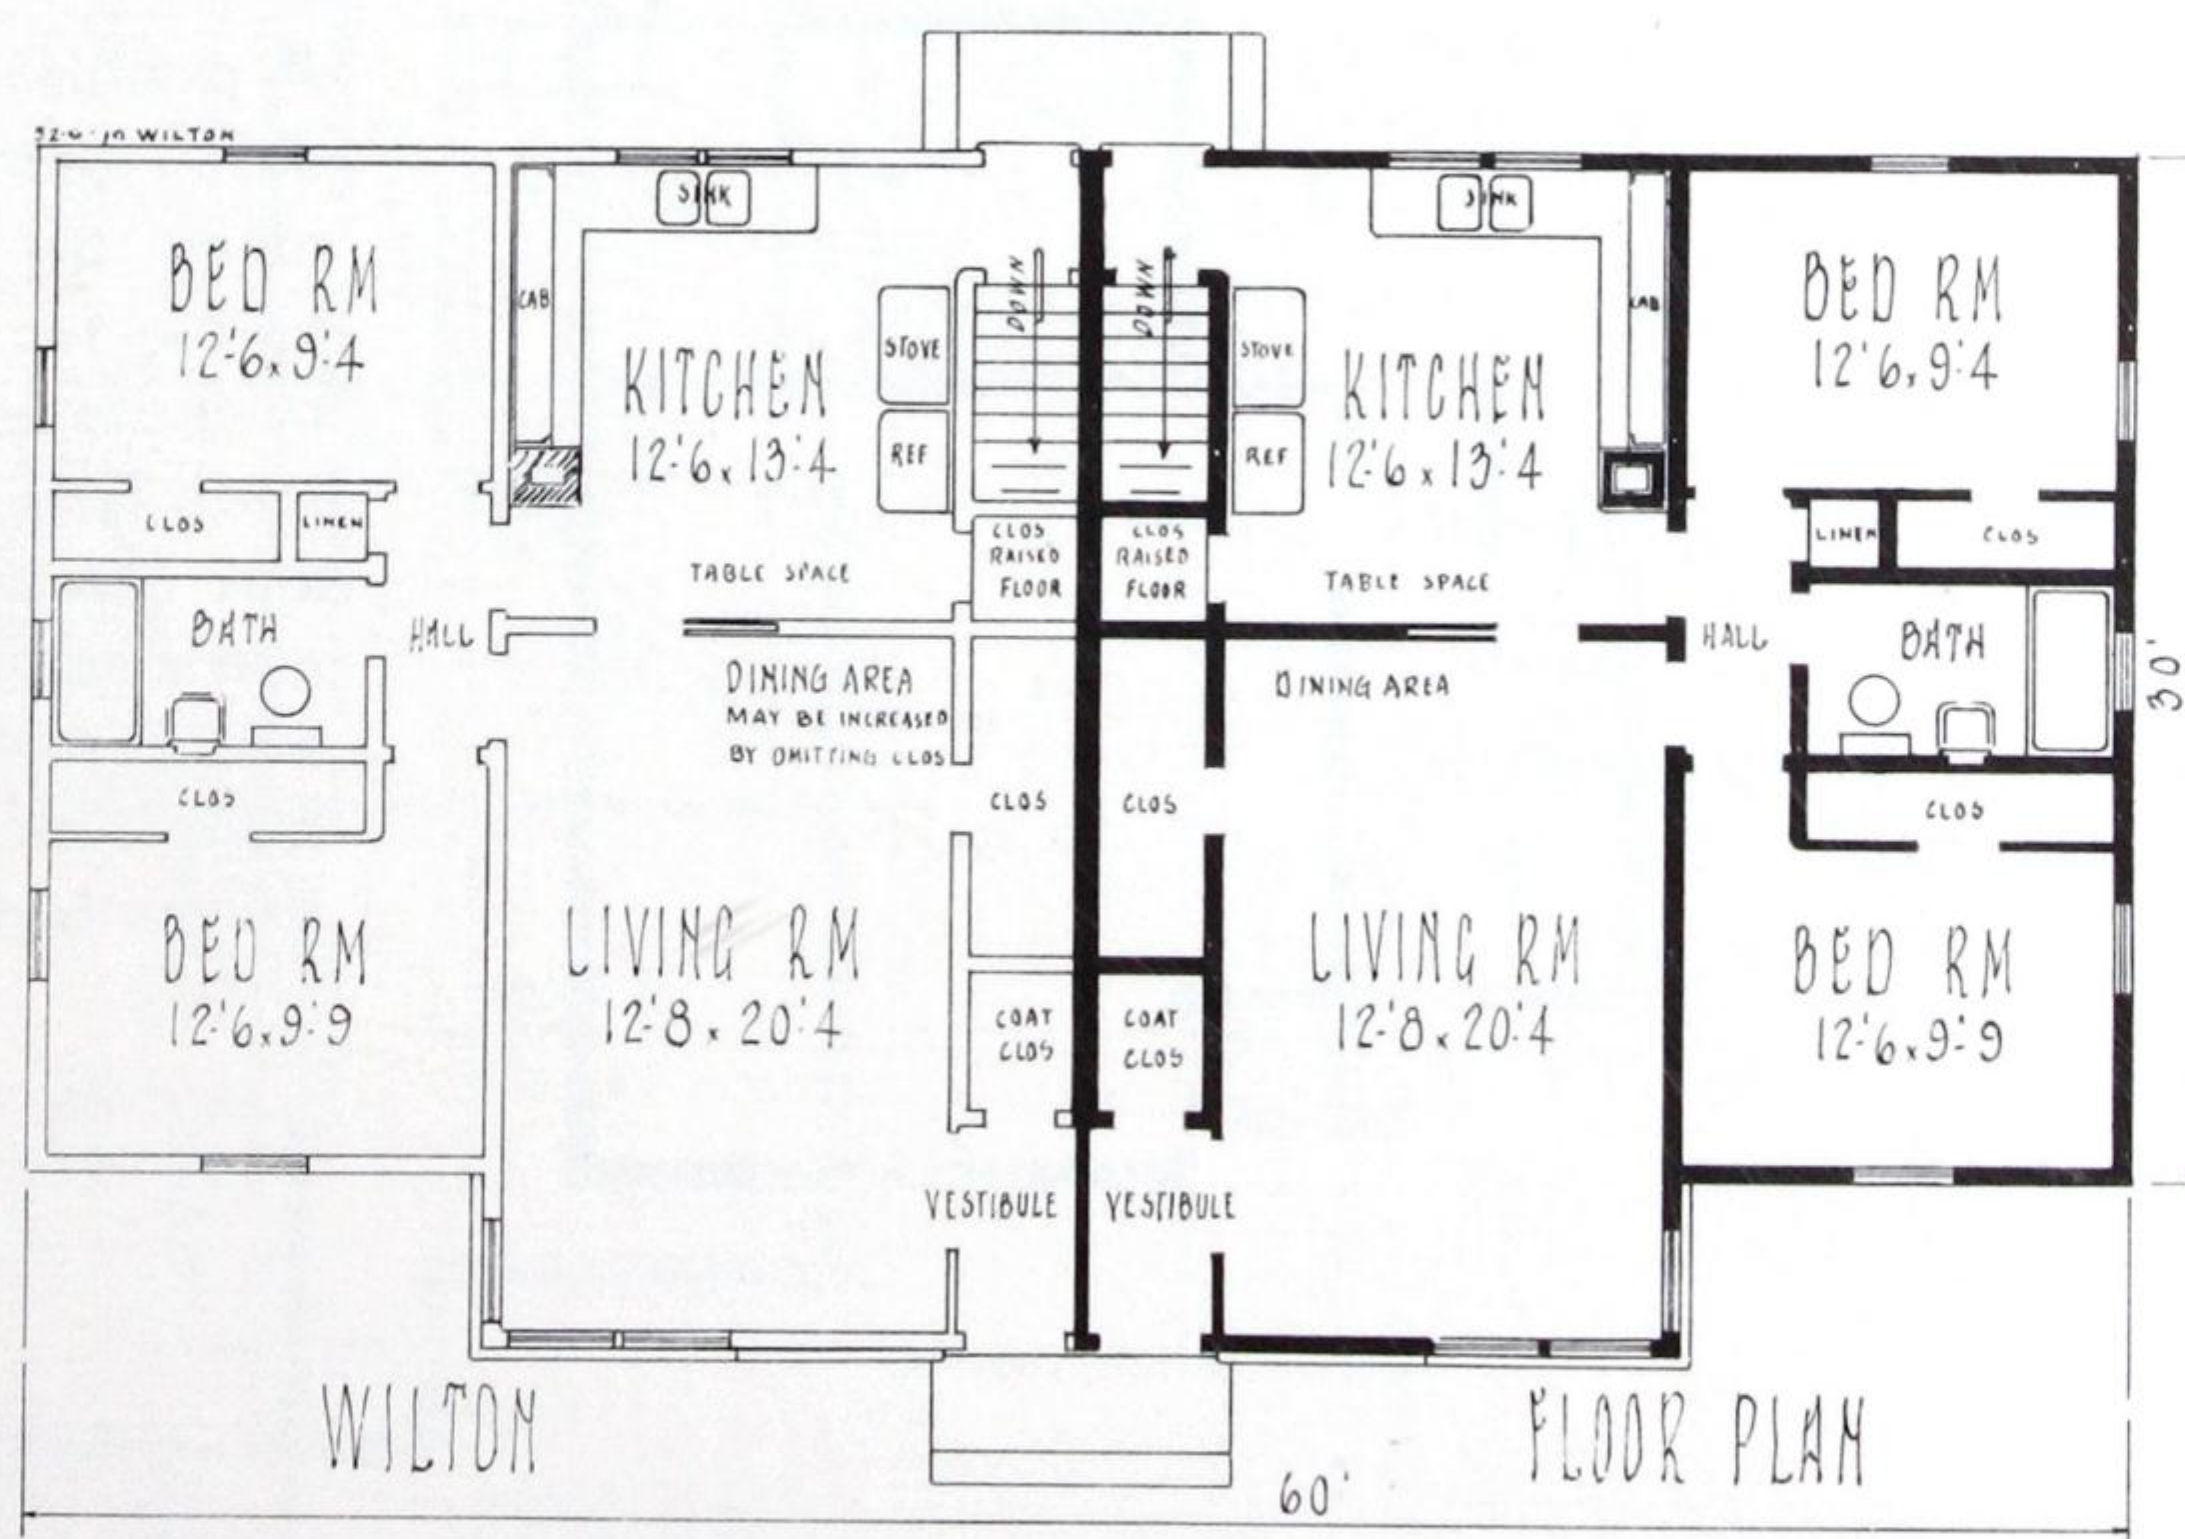 WILTON
BED RM
12'6 x 9'4
SINK
CAB
KITCHEN
12'6 x 13'4
STOVE
REF
DOWN
DOWN
STOVE
REF
KITCHEN
12'6 x 13'4
SINK
CAB
BED RM
12'6 x 9'4
CLOS
LINEN
TABLE SPACE
CLOS
RAISED
FLOOR
CLOS
RAISED
FLOOR
TABLE SPACE
LINEN
CLOS
BATH
HALL
DINING AREA
MAY BE INCREASED
BY OMITTING CLOS
DINING AREA
HALL
BATH
30'
CLOS
CLOS
CLOS
CLOS
BED RM
12'6 x 9'9
LIVING RM
12'8 x 20'4
COAT
CLOS
COAT
CLOS
LIVING RM
12'8 x 20'4
BED RM
12'6 x 9'9
VESTIBULE
VESTIBULE
WILTON
FLOOR PLAN
60'